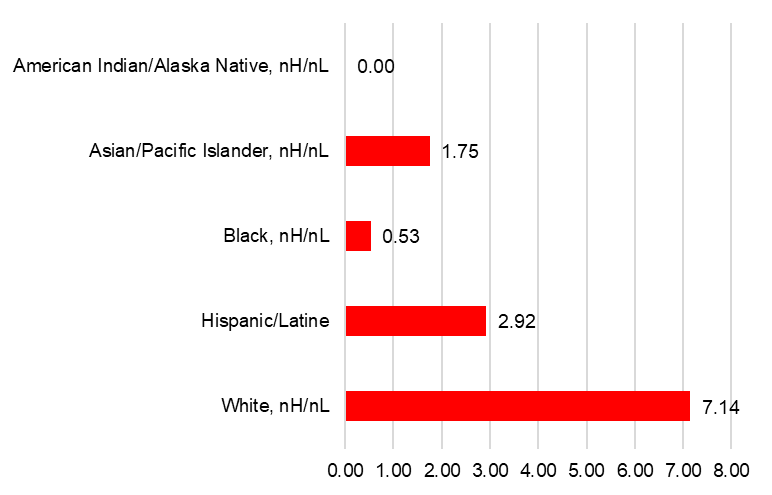 American Indian/Alaska Native, nH/nL 0.00
Asian/Pacific Islander, nH/nL 1.75
Black, nH/nL 0.53
Hispanic/Latine 2.92
White, nH/nL 7.14
0.00 1.00 2.00 3.00 4.00 5.00 6.00 7.00 8.00